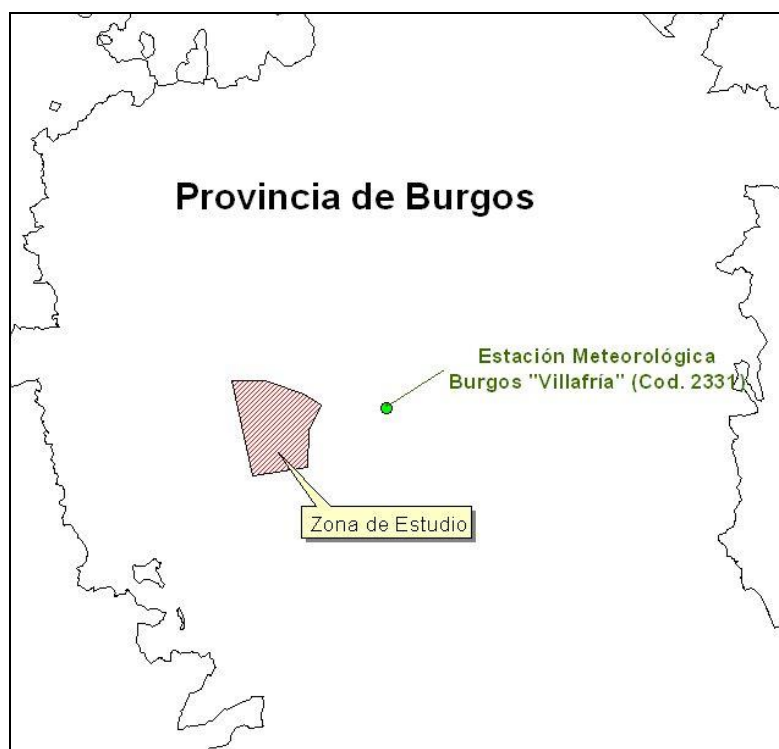 Provincia de Burgos
Estación Meteorológica
Burgos "Villafría" (Cod. 2331)
Zona de Estudio